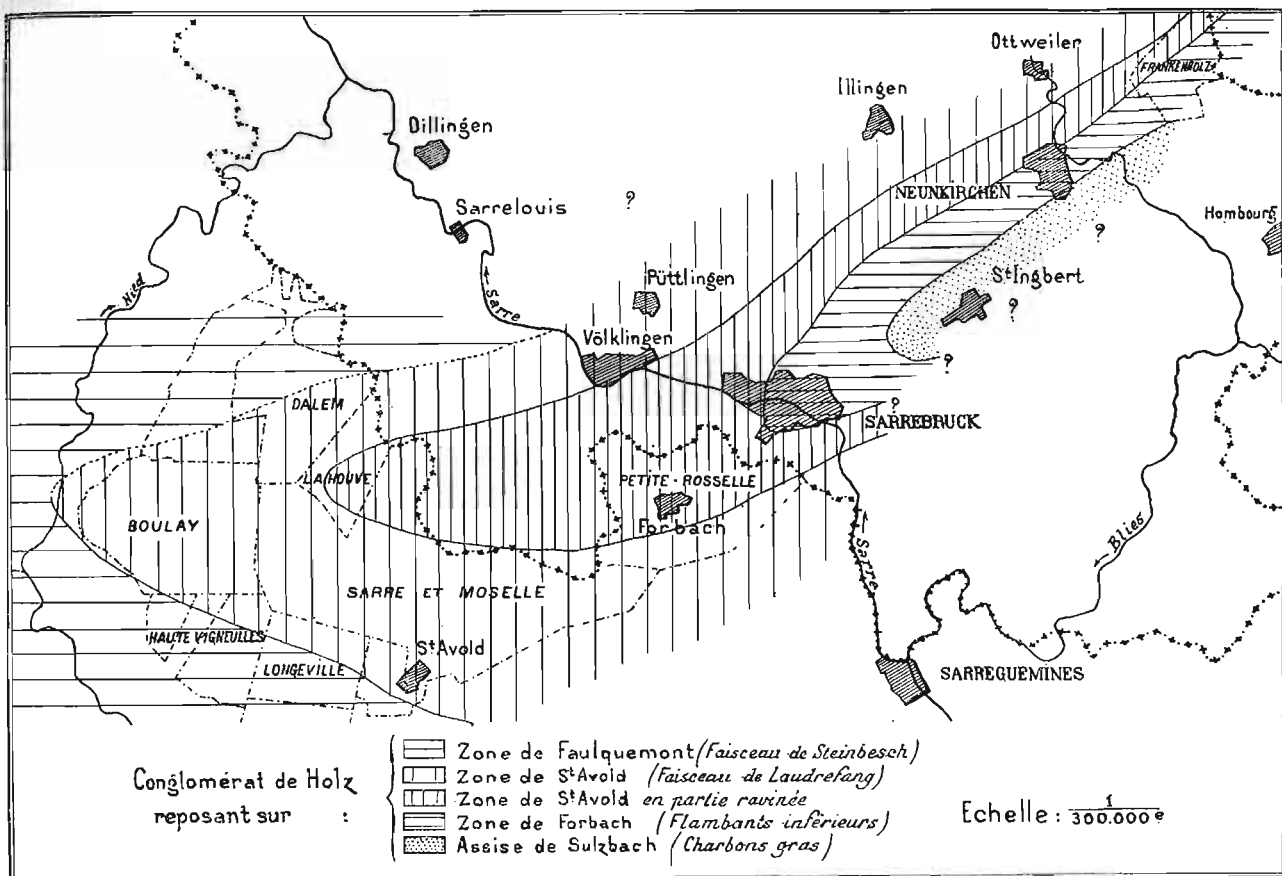 Ottweiler
FRANKENHOLZ
Illingen
Dillingen
NEUNKIRCHEN
Sarrelouis
?
Hombourg
?
Püttlingen
St Ingbert
?
Nied
Sarre
Völklingen
?
DALEM
?
SARREBRUCK
LA HOUVE
PETITE-ROSSELLE
BOULAY
Forbach
Blies
Sarre
SARRE ET MOSELLE
HAUTE VIGNEULLES
St Avold
LONGEVILLE
SARREGUEMINES
Conglomérat de Holz
reposant sur :
Zone de Faulquemont (Faisceau de Steinbesch)
Zone de St Avold (Faisceau de Laudrefang)
Zone de St Avold en partie ravinée
Zone de Forbach (Flambants inférieurs)
Assise de Sulzbach (Charbons gras)
Echelle : 1
300.000e